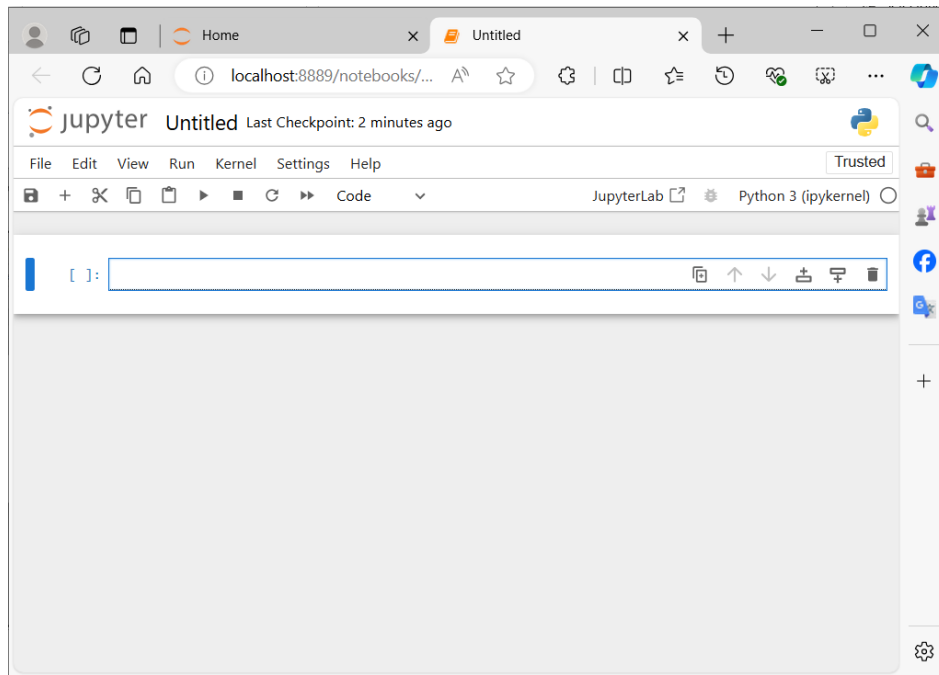 Home
Untitled
localhost:8889/notebooks/...
jupyter Untitled Last Checkpoint: 2 minutes ago
File Edit View Run Kernel Settings Help Trusted
Code JupyterLab Python 3 (ipykernel)
[ ]: